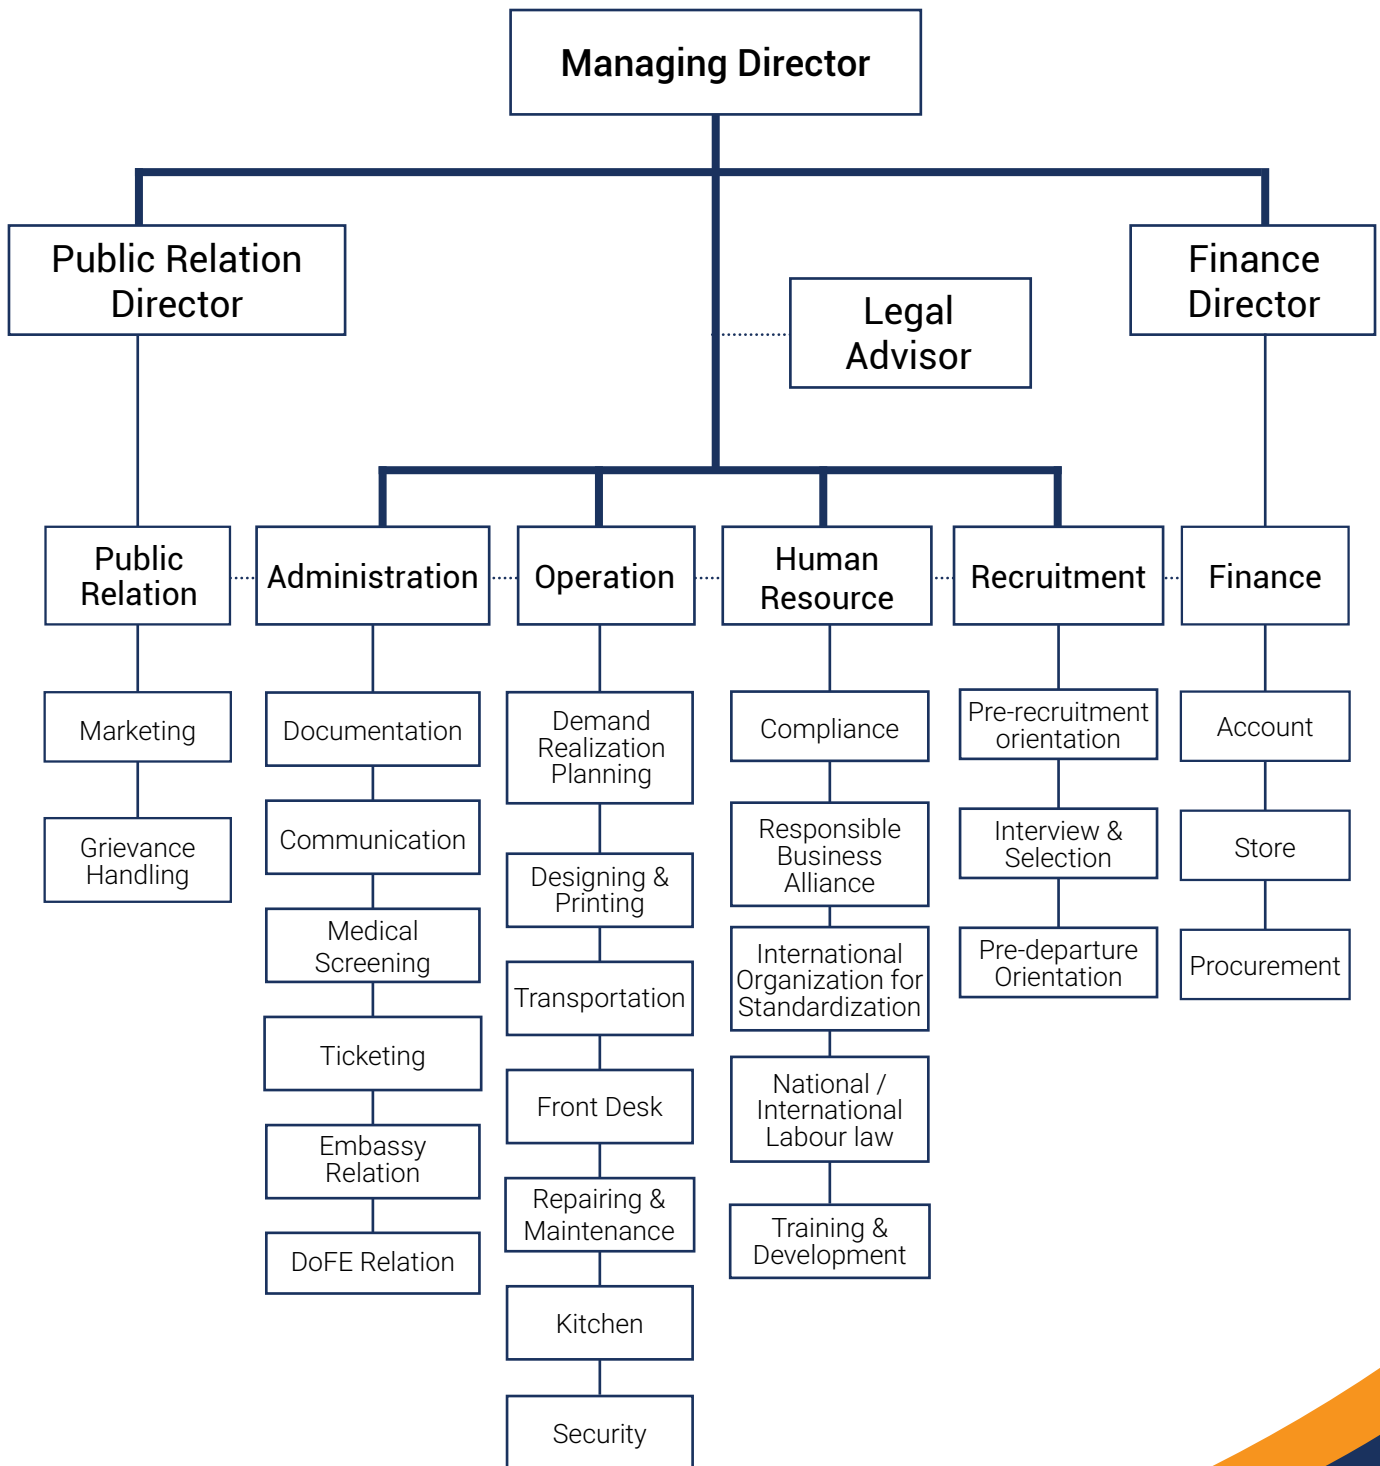 Managing Director
Public Relation
Director
Legal
Advisor
Finance
Director
Public
Relation
Administration
Operation
Human
Resource
Recruitment
Finance
Marketing
Grievance
Handling
Documentation
Communication
Medical
Screening
Ticketing
Embassy
Relation
DoFE Relation
Demand
Realization
Planning
Designing &
Printing
Transportation
Front Desk
Repairing &
Maintenance
Kitchen
Security
Compliance
Responsible
Business
Alliance
International
Organization for
Standardization
National /
International
Labour law
Training &
Development
Pre-recruitment
orientation
Interview &
Selection
Pre-departure
Orientation
Account
Store
Procurement